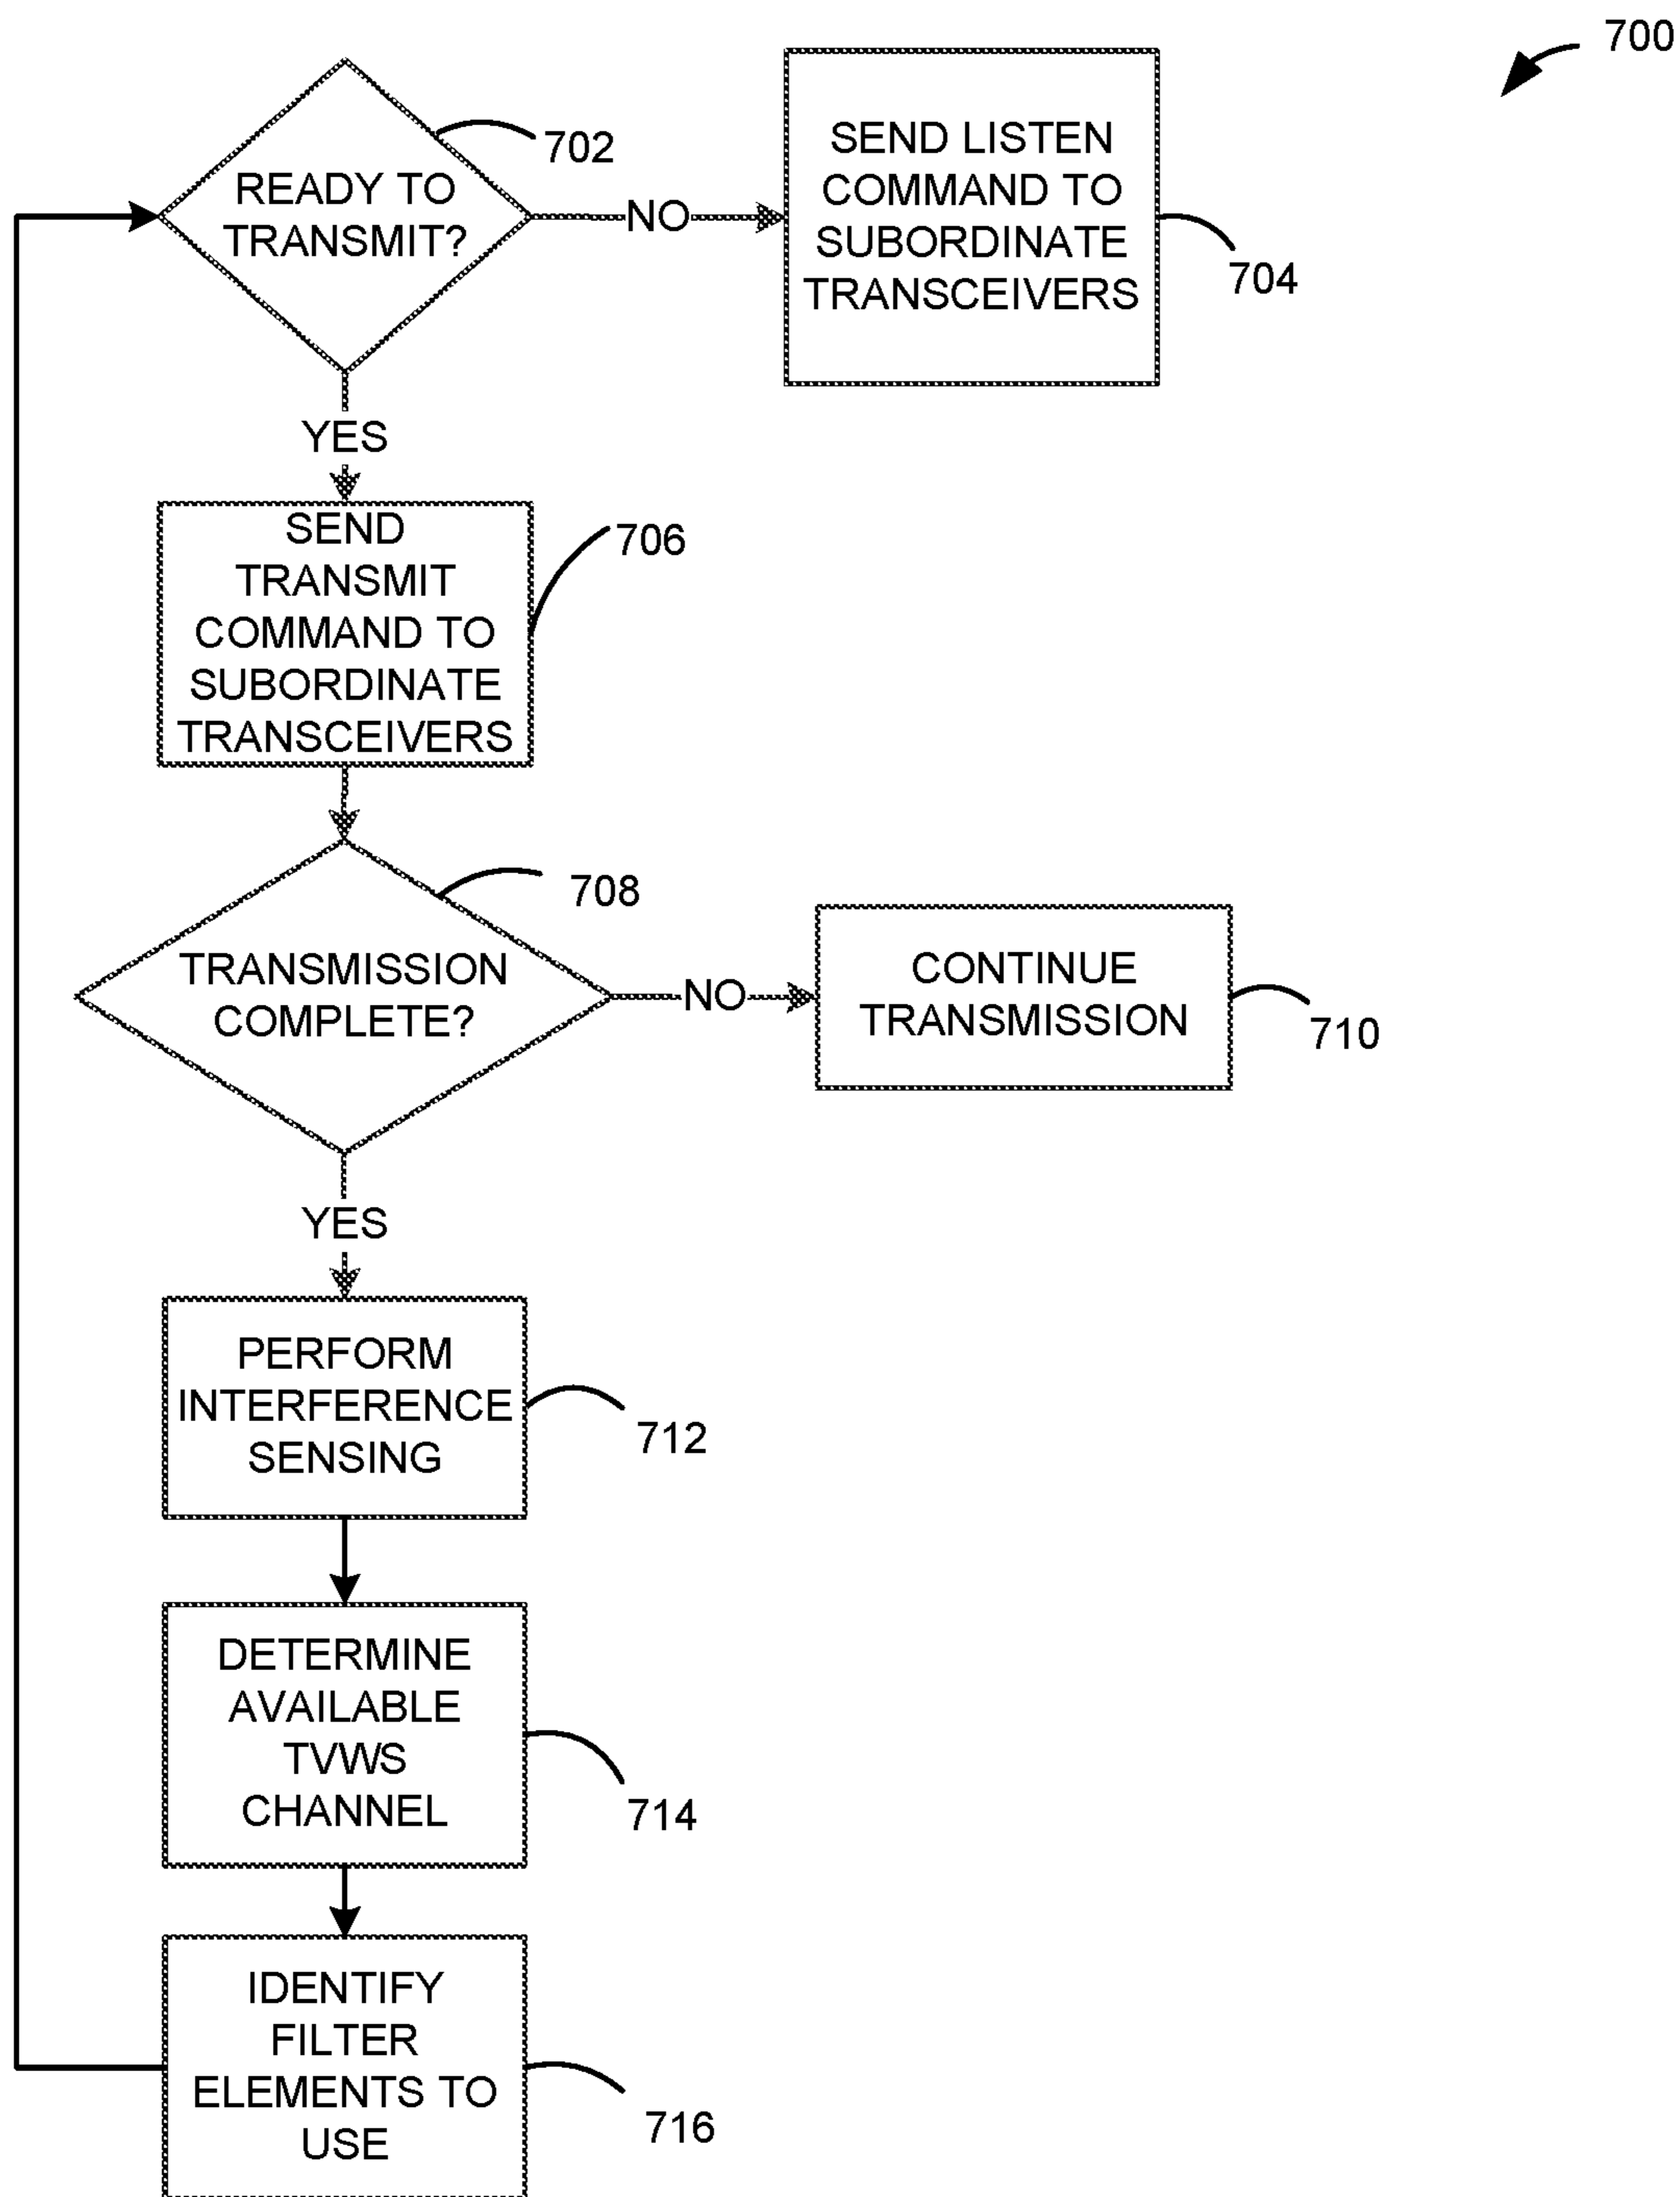 700
702
READY TO
TRANSMIT?
NO
SEND LISTEN
COMMAND TO
SUBORDINATE
TRANSCEIVERS
704
YES
SEND
TRANSMIT
COMMAND TO
SUBORDINATE
TRANSCEIVERS
706
708
TRANSMISSION
COMPLETE?
NO
CONTINUE
TRANSMISSION
710
YES
PERFORM
INTERFERENCE
SENSING
712
DETERMINE
AVAILABLE
TVWS
CHANNEL
714
IDENTIFY
FILTER
ELEMENTS TO
USE
716